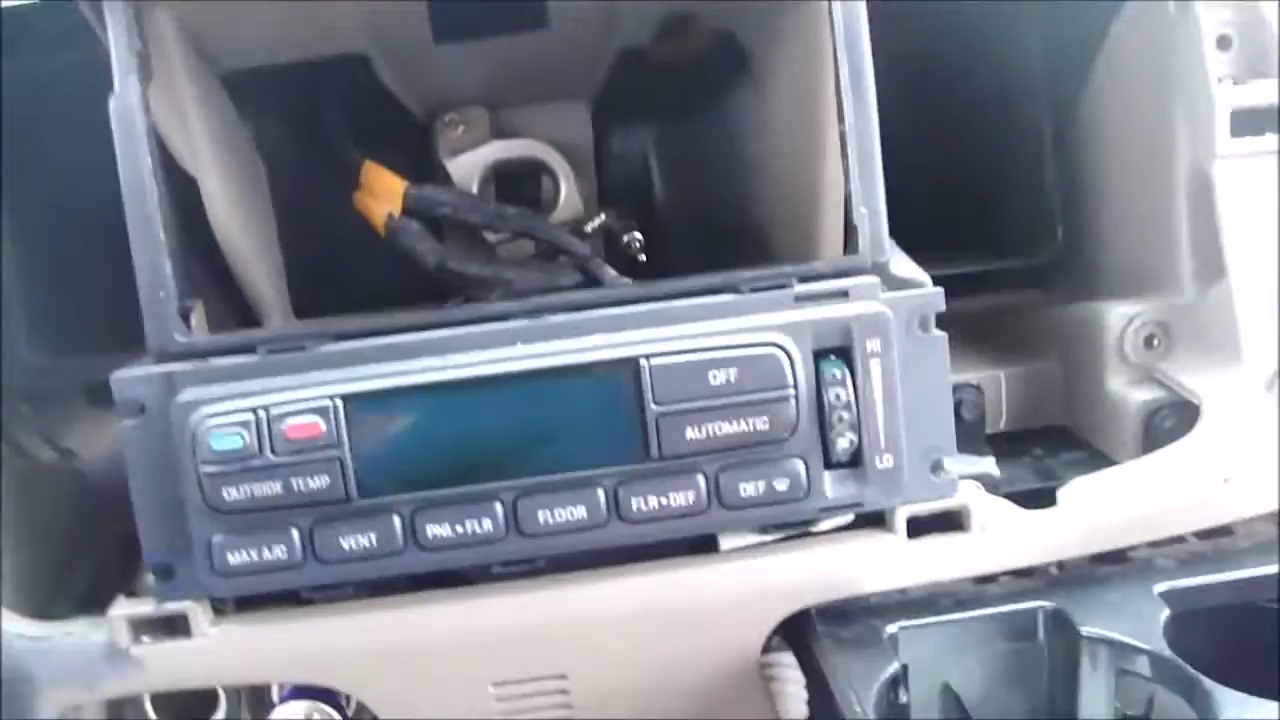 OFF
HI
AUTOMATIC
LO
OUTSIDE TEMP
MAX A/C
VENT
PNL•FLR
FLOOR
FLR•DEF
DEF